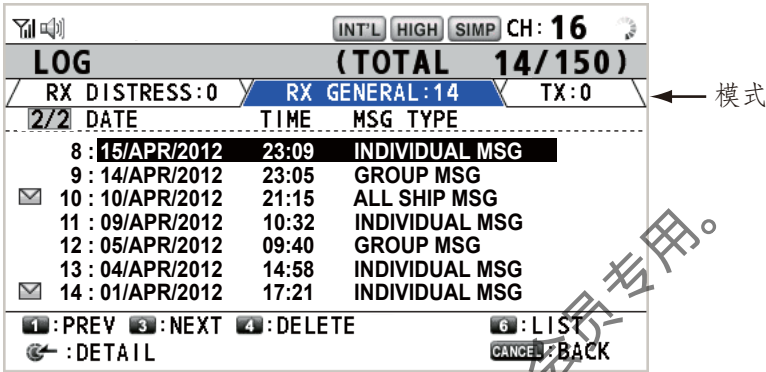 INT'L HIGH SIMP CH: 16
LOG (TOTAL 14/150)
RX DISTRESS:0 RX GENERAL:14 TX:0
模式
2/2 DATE TIME MSG TYPE
8 : 15/APR/2012 23:09 INDIVIDUAL MSG
9 : 14/APR/2012 23:05 GROUP MSG
10 : 10/APR/2012 21:15 ALL SHIP MSG
11 : 09/APR/2012 10:32 INDIVIDUAL MSG
12 : 05/APR/2012 09:40 GROUP MSG
13 : 04/APR/2012 14:58 INDIVIDUAL MSG
14 : 01/APR/2012 17:21 INDIVIDUAL MSG
1 :PREV 3 :NEXT 4 :DELETE 6 :LIST
:DETAIL CANCEL :BACK
员专用。